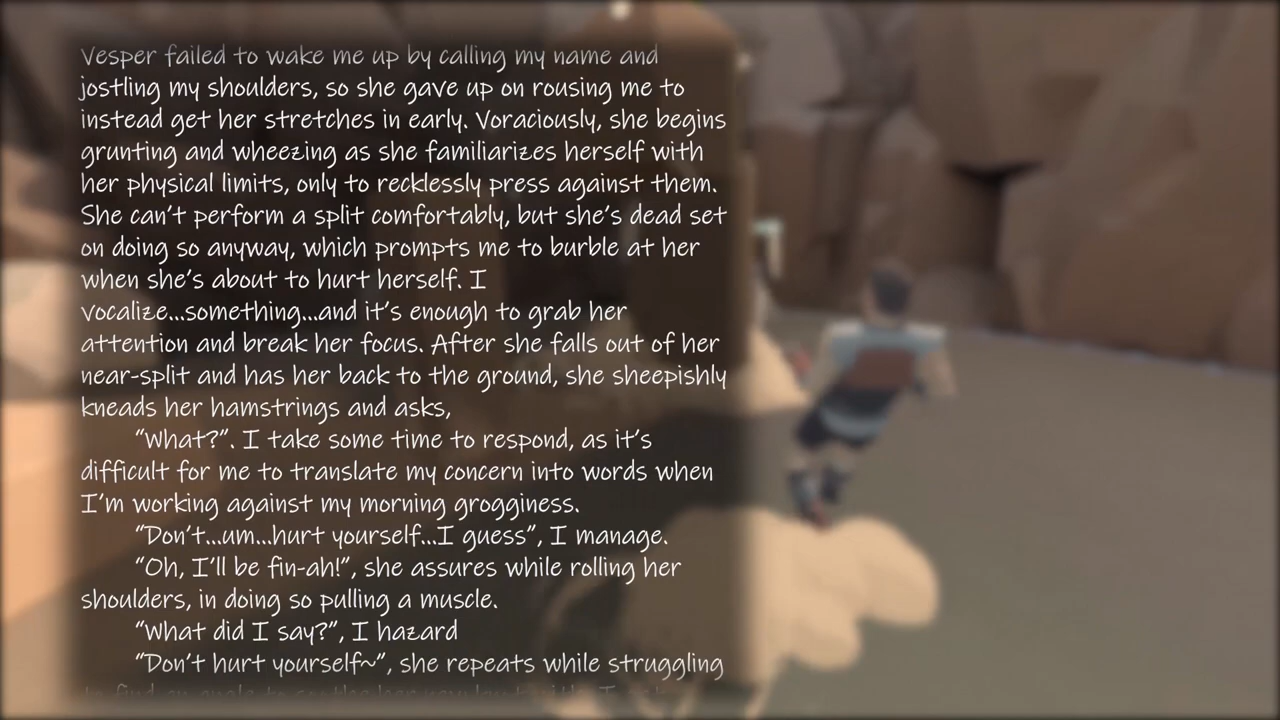 Vesper failed to wake me up by calling my name and
jostling my shoulders, so she gave up on rousing me to
instead get her stretches in early. Voraciously, she begins
grunting and wheezing as she familiarizes herself with
her physical limits, only to recklessly press against them.
She can't perform a split comfortably, but she's dead set
on doing so anyway, which prompts me to burble at her
when she's about to hurt herself. I
vocalize...something...and it's enough to grab her
attention and break her focus. After she falls out of her
near-split and has her back to the ground, she sheepishly
kneads her hamstrings and asks,
"What?". I take some time to respond, as it's
difficult for me to translate my concern into words when
I'm working against my morning grogginess.
"Don't...um...hurt yourself...I guess", I manage.
"Oh, I'll be fin-ah!", she assures while rolling her
shoulders, in doing so pulling a muscle.
"What did I say?", I hazard
"Don't hurt yourself~", she repeats while struggling